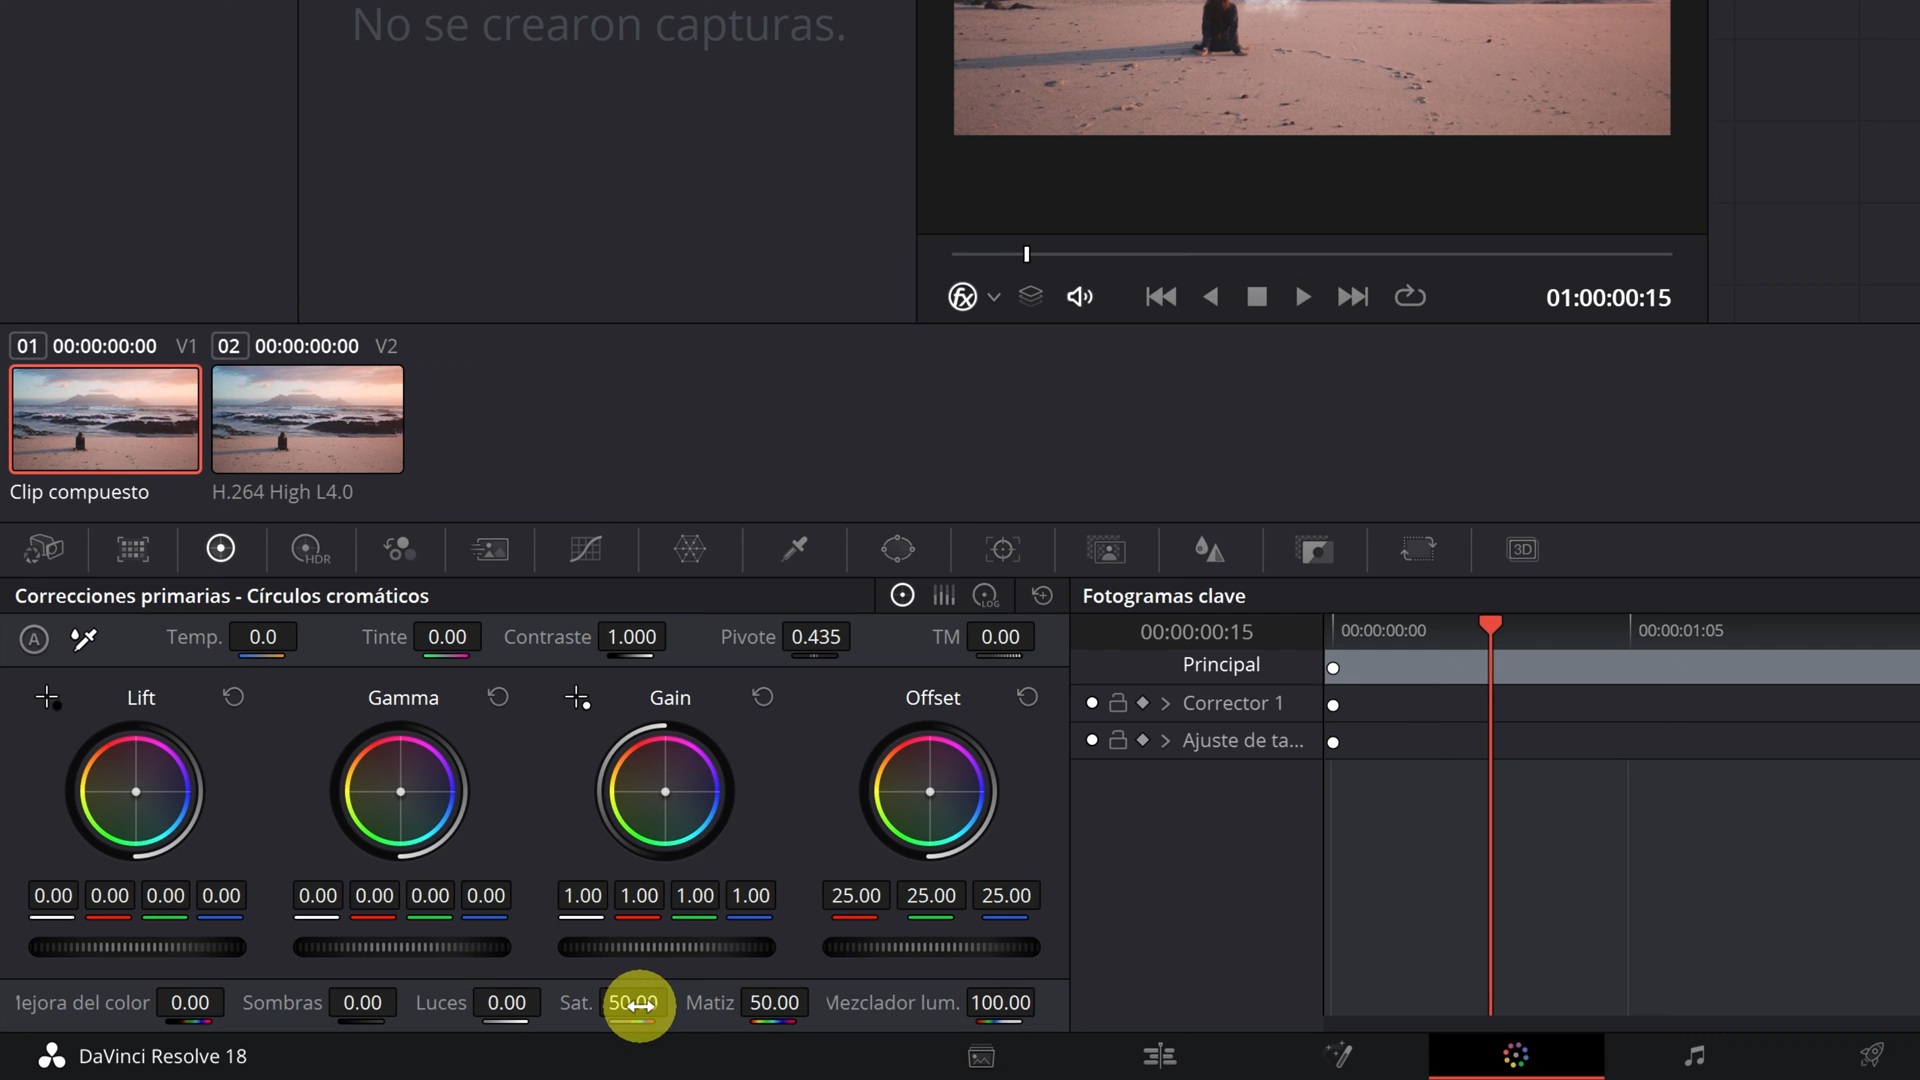 No se crearon capturas.
01:00:00:15
01 00:00:00:00 V1 02 00:00:00:00 V2
Clip compuesto H.264 High L4.0
HDR 3D
Correcciones primarias - Círculos cromáticos LOG Fotogramas clave
A Temp. 0.0 Tinte 0.00 Contraste 1.000 Pivote 0.435 TM 0.00 00:00:00:15 00:00:00:00 00:00:01:05
Principal
Lift Gamma Gain Offset Corrector 1
Ajuste de ta...
0.00 0.00 0.00 0.00 0.00 0.00 0.00 0.00 1.00 1.00 1.00 1.00 25.00 25.00 25.00
lejora del color 0.00 Sombras 0.00 Luces 0.00 Sat. 50.00 Matiz 50.00 Mezclador lum. 100.00
DaVinci Resolve 18